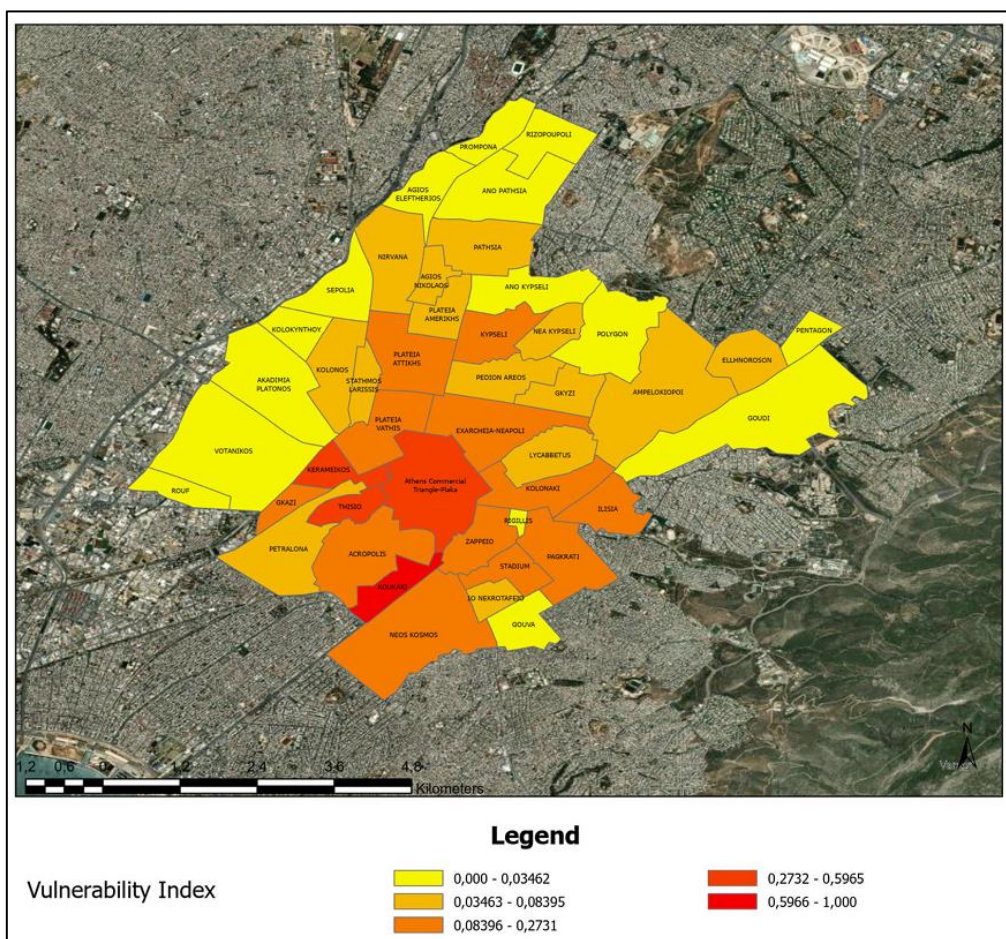 RIZOPOUPOLI
PROMPONA
AGIOS
ELEFTHERIOS
ANO PATHSIA
PATHSIA
NIRVANA
AGIOS
NIKOLAOS
SEPOLIA
ANO KYPSELI
PLATEIA
AMERIKHS
KOLOKYNTHOY
KYPSELI
NEA KYPSELI
POLYGON
PENTAGON
PLATEIA
ATTIKHS
ELLHNOROSON
KOLONOS
STATHMOS
LARISSIS
AKADIMIA
PLATONOS
PEDION AREOS
GKYZI
AMPELOKIOPOI
GOUDI
PLATEIA
VATHIS
EXARCHEIA-NEAPOLI
VOTANIKOS
LYCABBETUS
KERAMEIKOS
Athens Commercial
Triangle-Plaka
ROUF
GKAZI
THISIO
KOLONAKI
ILISIA
RIGILLIS
PETRALONA
ACROPOLIS
ZAPPEIO
PAGKRATI
STADIUM
KOUKAKI
IO NEKROTAFEIO
GOUVA
NEOS KOSMOS
N
1,2 0,6 0 1,2 2,4 3,6 4,8
Kilometers
Legend
Vulnerability Index
0,000 - 0,03462
0,03463 - 0,08395
0,08396 - 0,2731
0,2732 - 0,5965
0,5966 - 1,000